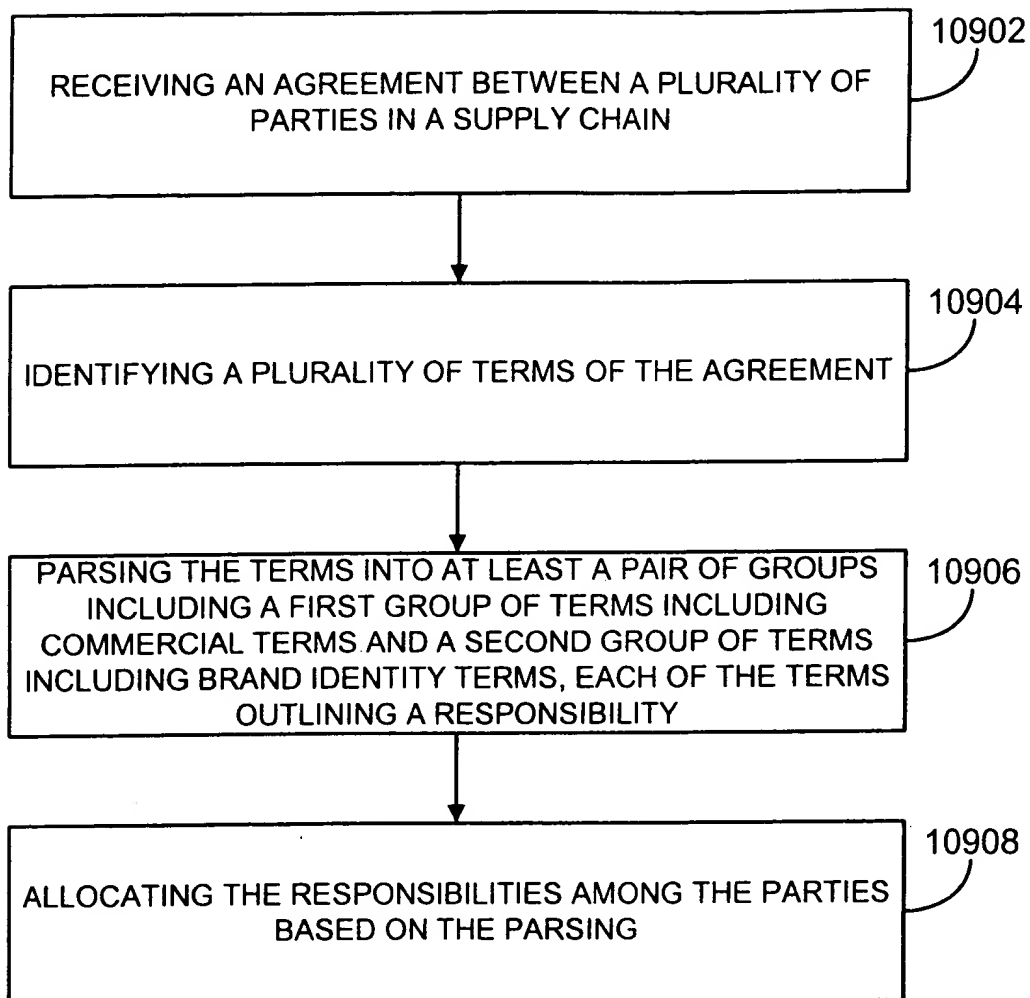 10902
RECEIVING AN AGREEMENT BETWEEN A PLURALITY OF
PARTIES IN A SUPPLY CHAIN
10904
IDENTIFYING A PLURALITY OF TERMS OF THE AGREEMENT
10906
PARSING THE TERMS INTO AT LEAST A PAIR OF GROUPS
INCLUDING A FIRST GROUP OF TERMS INCLUDING
COMMERCIAL TERMS AND A SECOND GROUP OF TERMS
INCLUDING BRAND IDENTITY TERMS, EACH OF THE TERMS
OUTLINING A RESPONSIBILITY
10908
ALLOCATING THE RESPONSIBILITIES AMONG THE PARTIES
BASED ON THE PARSING